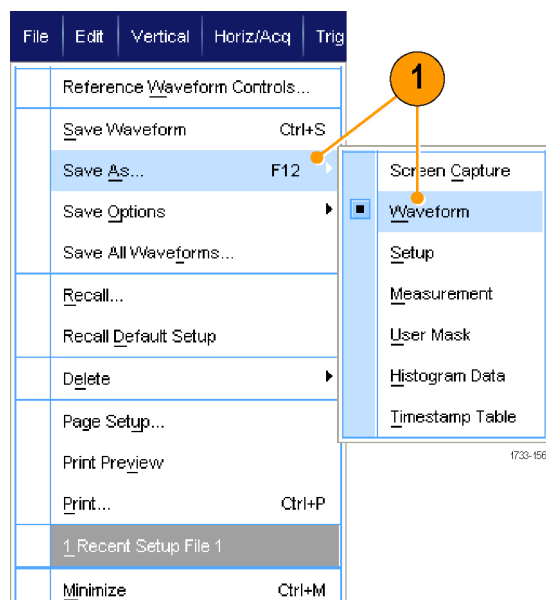 File Edit Vertical Horiz/Acq Trig
Reference Waveform Controls...
1
Save Waveform Ctrl+S
Save As... F12
Screen Capture
Save Options
Waveform
Save All Waveforms...
Setup
Recall...
Measurement
Recall Default Setup
User Mask
Delete
Histogram Data
Page Setup...
Timestamp Table
Print Preview
1733-156
Print... Ctrl+P
1 Recent Setup File 1
Minimize Ctrl+M